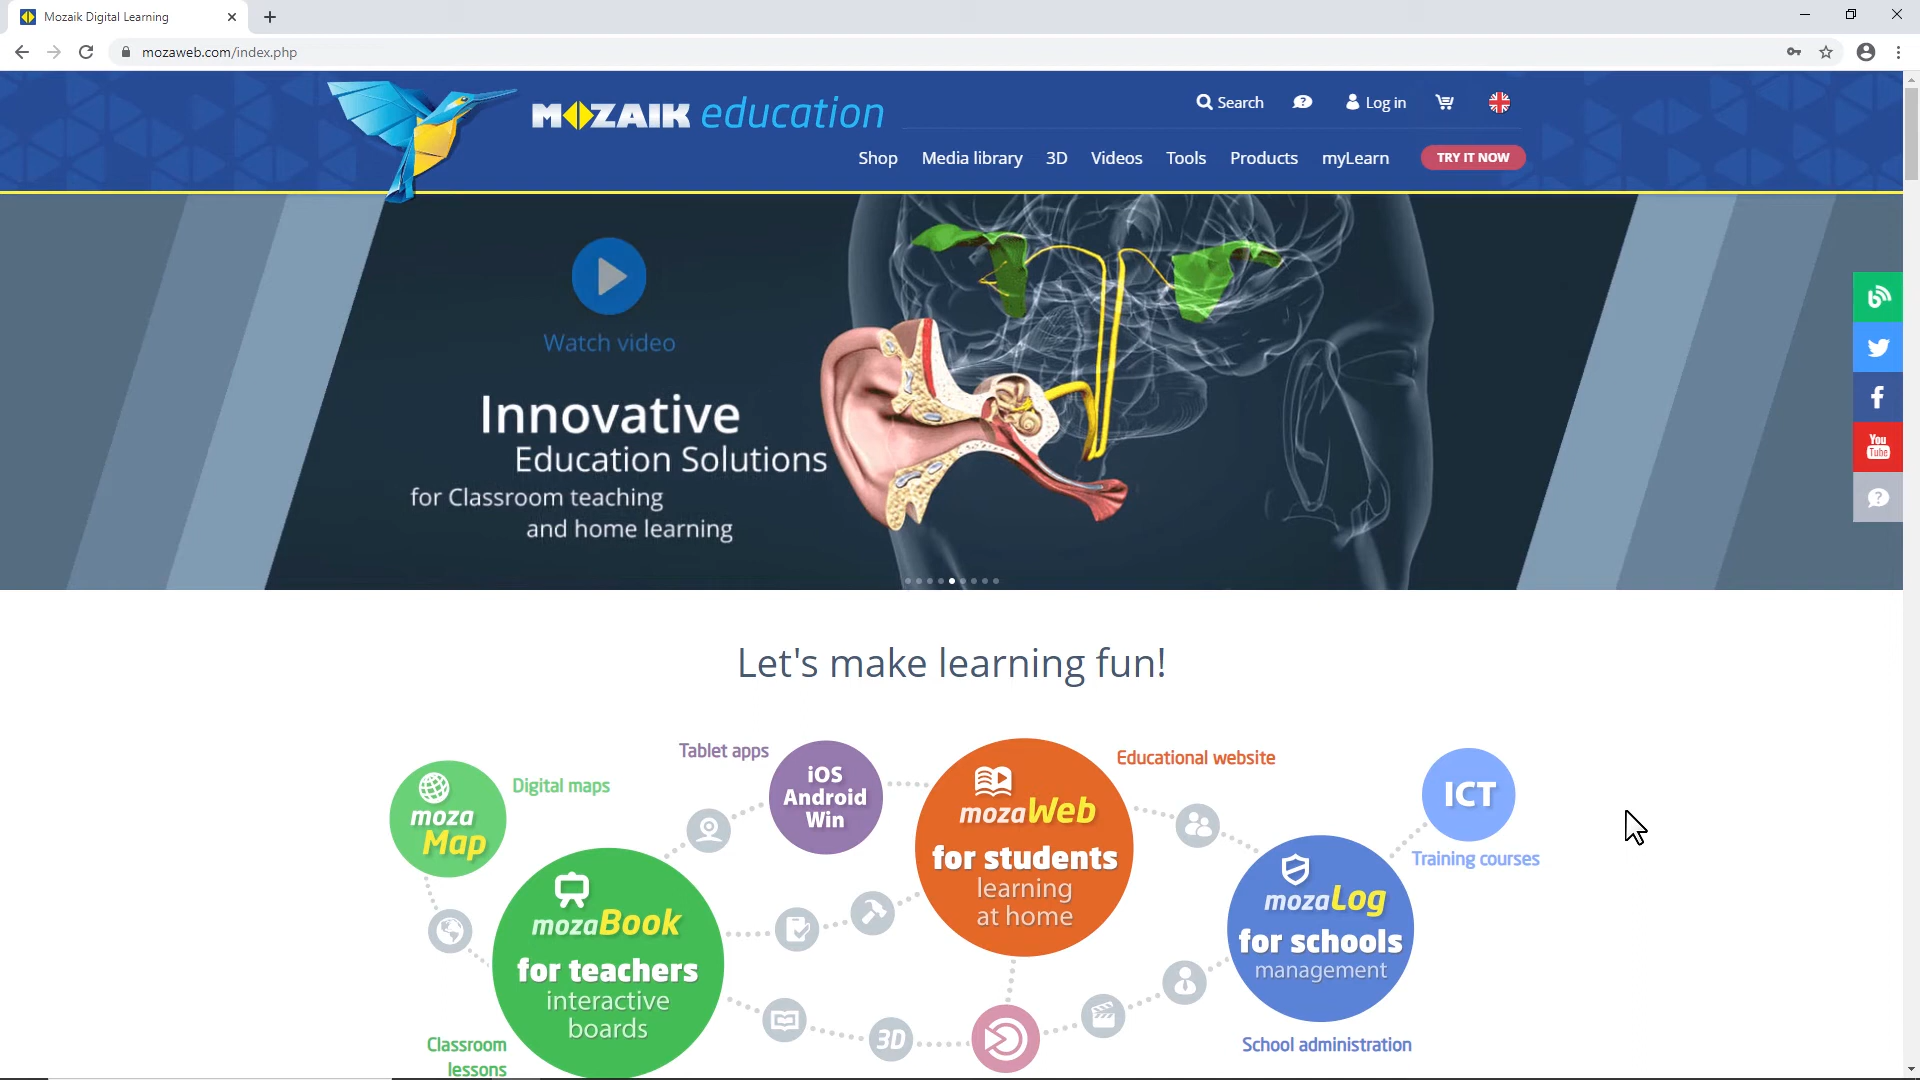 Mozaik Digital Learning
mozaweb.com/index.php
MOZAIK education
Search
Log in
Shop
Media library
3D
Videos
Tools
Products
myLearn
TRY IT NOW
Watch video
Innovative
Education Solutions
for Classroom teaching
and home learning
You
Tube
Let's make learning fun!
moza
Map
Digital maps
Tablet apps
iOS
Android
Win
mozaWeb
for students
learning
at home
Educational website
ICT
Training courses
mozaBook
for teachers
interactive
boards
Classroom
lessons
3D
mozaLog
for schools
management
School administration